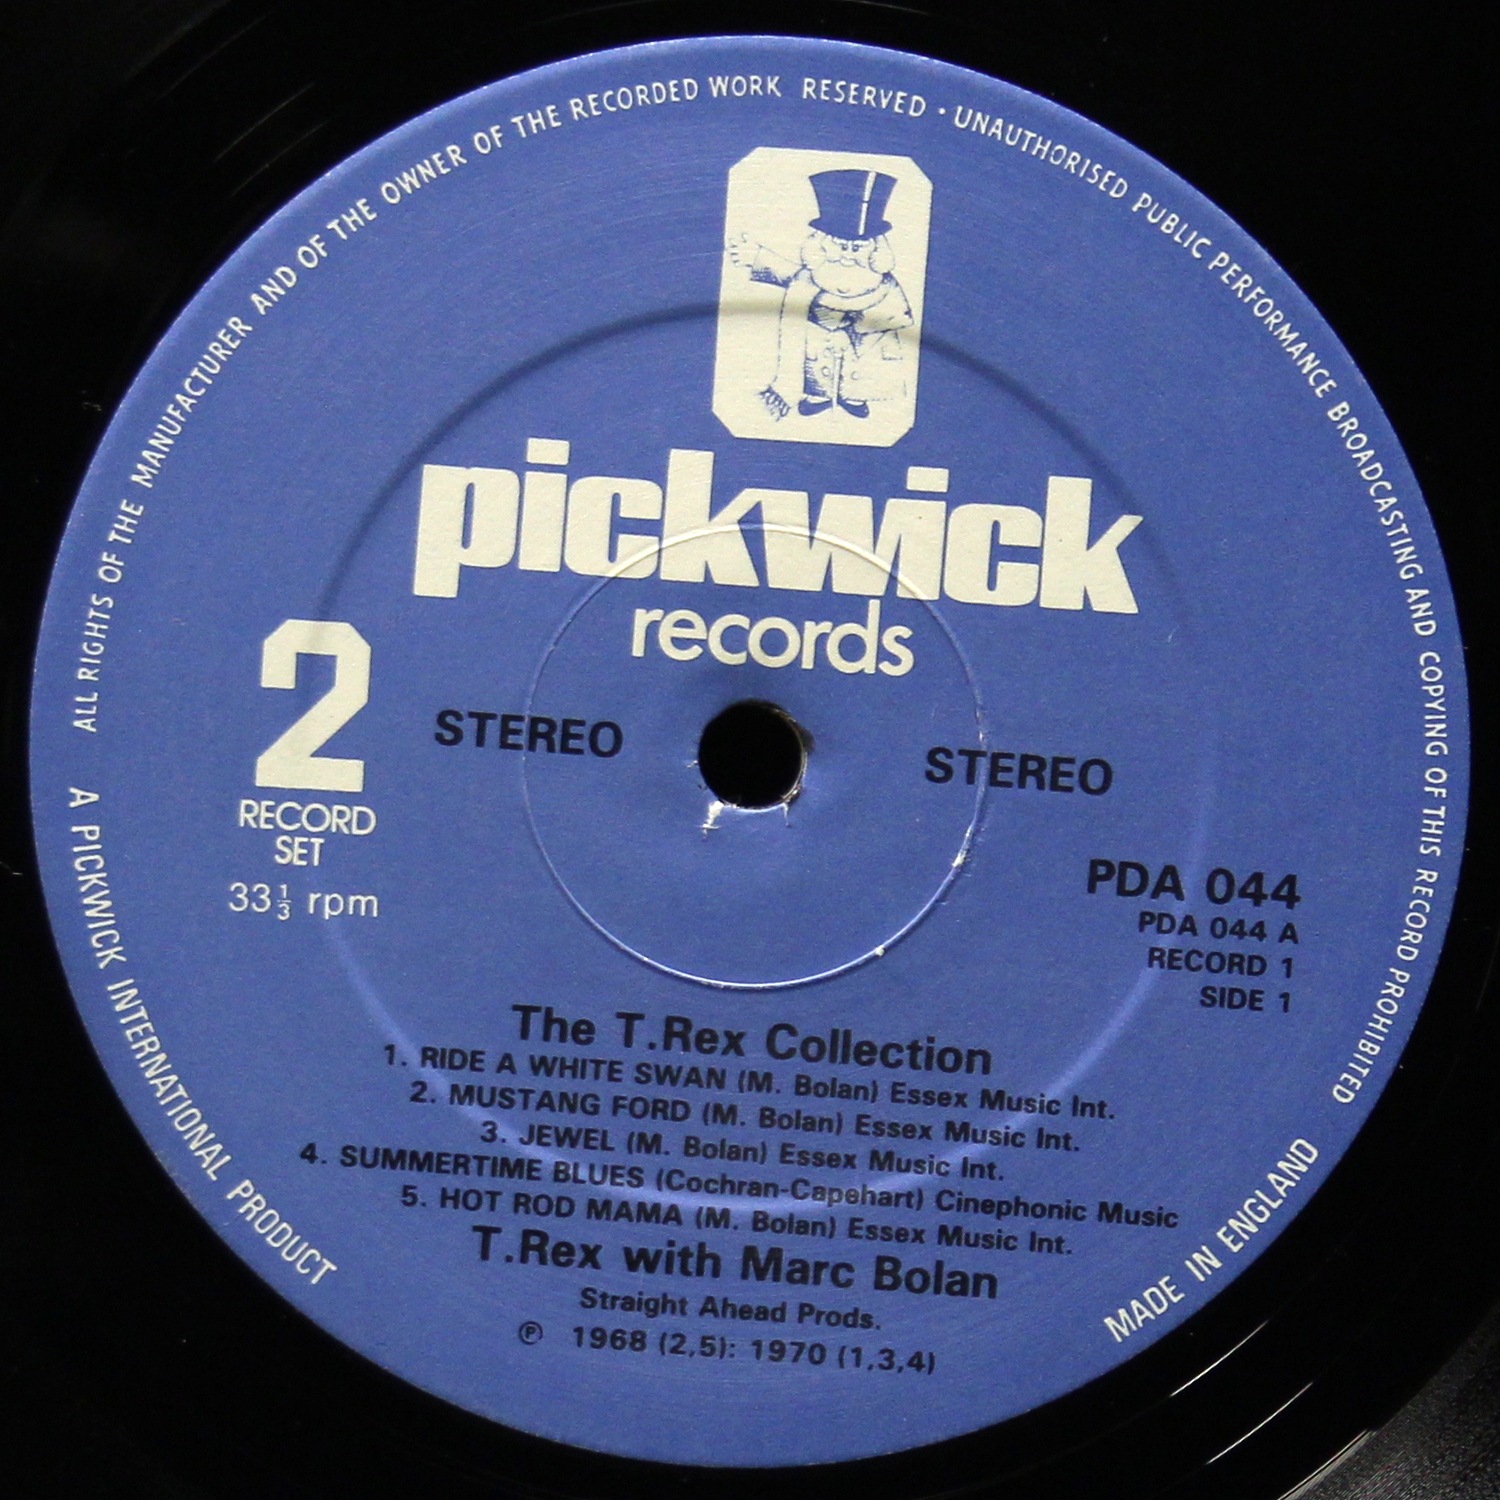 ALL RIGHTS OF THE MANUFACTURER AND OF THE OWNER OF THE RECORDED WORK RESERVED · UNAUTHORISED PUBLIC PERFORMANCE BROADCASTING AND COPYING OF THIS RECORD PROHIBITED
pickwick
records
2
RECORD
SET
33⅓ rpm
STEREO
STEREO
PDA 044
PDA 044 A
RECORD 1
SIDE 1
The T.Rex Collection
1. RIDE A WHITE SWAN (M. Bolan) Essex Music Int.
2. MUSTANG FORD (M. Bolan) Essex Music Int.
3. JEWEL (M. Bolan) Essex Music Int.
4. SUMMERTIME BLUES (Cochran-Capehart) Cinephonic Music
5. HOT ROD MAMA (M. Bolan) Essex Music Int.
T.Rex with Marc Bolan
Straight Ahead Prods.
℗ 1968 (2,5): 1970 (1,3,4)
A PICKWICK INTERNATIONAL PRODUCT
MADE IN ENGLAND